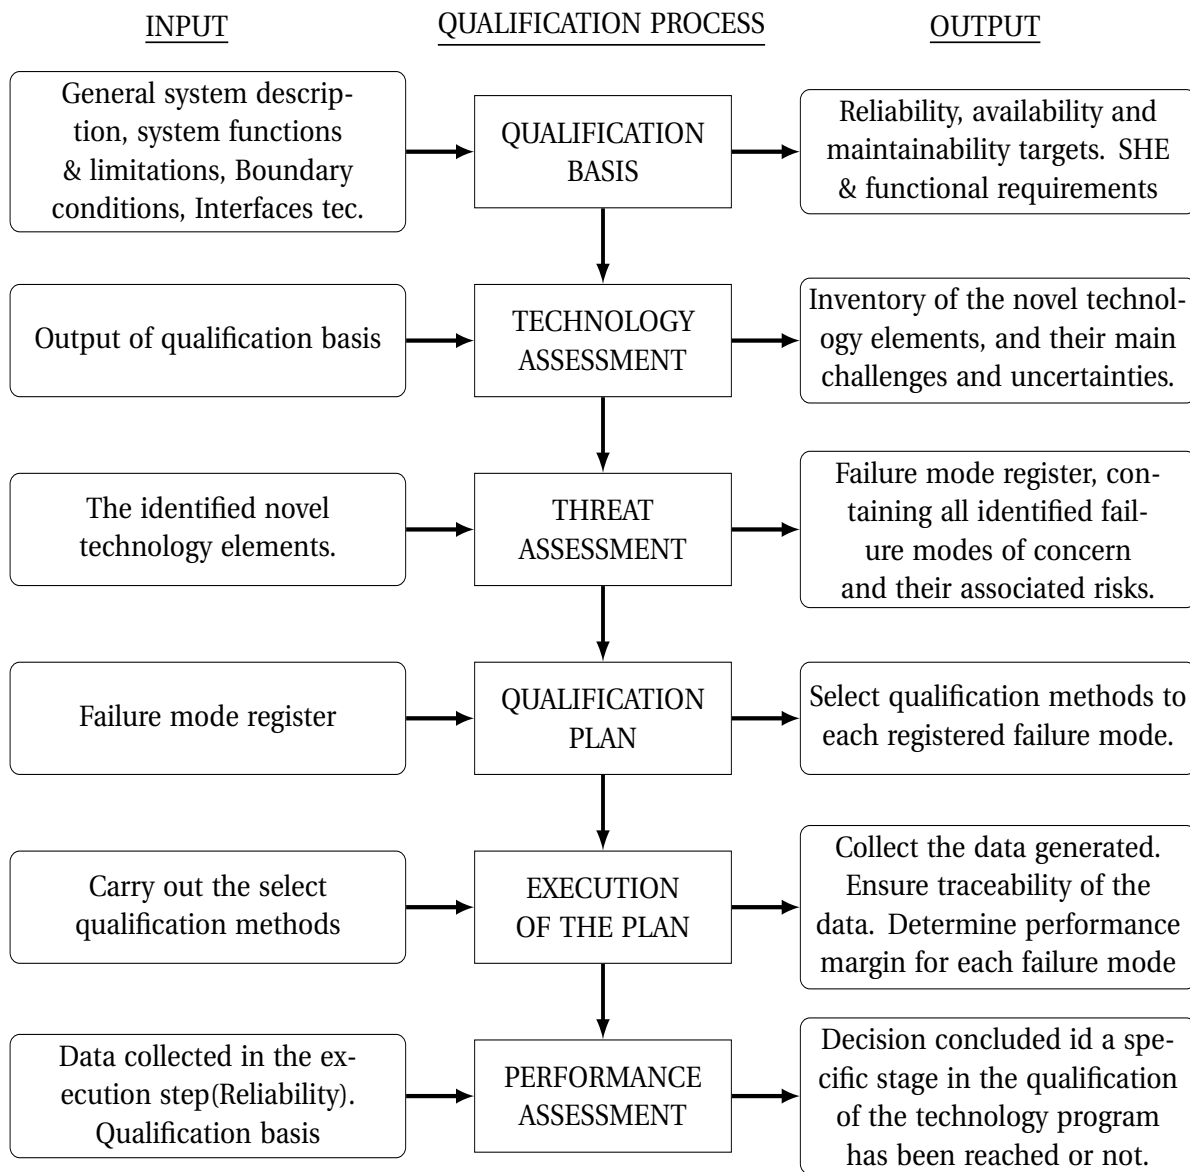 INPUT
QUALIFICATION PROCESS
OUTPUT
General system descrip-
tion, system functions
& limitations, Boundary
conditions, Interfaces tec.
QUALIFICATION
BASIS
Reliability, availability and
maintainability targets. SHE
& functional requirements
Output of qualification basis
TECHNOLOGY
ASSESSMENT
Inventory of the novel technol-
ogy elements, and their main
challenges and uncertainties.
The identified novel
technology elements.
THREAT
ASSESSMENT
Failure mode register, con-
taining all identified fail-
ure modes of concern
and their associated risks.
Failure mode register
QUALIFICATION
PLAN
Select qualification methods to
each registered failure mode.
Carry out the select
qualification methods
EXECUTION
OF THE PLAN
Collect the data generated.
Ensure traceability of the
data. Determine performance
margin for each failure mode
Data collected in the ex-
ecution step(Reliability).
Qualification basis
PERFORMANCE
ASSESSMENT
Decision concluded id a spe-
cific stage in the qualification
of the technology program
has been reached or not.